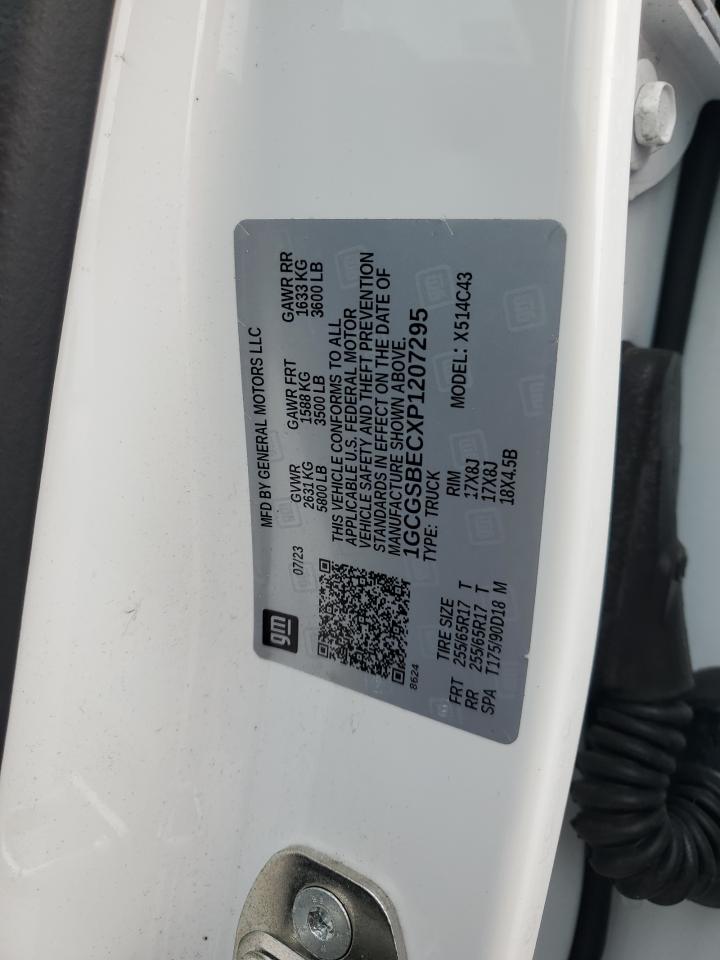 gm
07/23
MFD BY GENERAL MOTORS LLC
GVWR GAWR FRT GAWR RR
2631 KG 1588 KG 1633 KG
5800 LB 3500 LB 3600 LB
THIS VEHICLE CONFORMS TO ALL
APPLICABLE U.S. FEDERAL MOTOR
VEHICLE SAFETY AND THEFT PREVENTION
STANDARDS IN EFFECT ON THE DATE OF
MANUFACTURE SHOWN ABOVE.
1GCGSBECXP1207295
8624
TYPE: TRUCK MODEL: X514C43
TIRE SIZE RIM
FRT 255/65R17 T 17X8J
RR 255/65R17 T 17X8J
SPA T175/90D18 M 18X4.5B